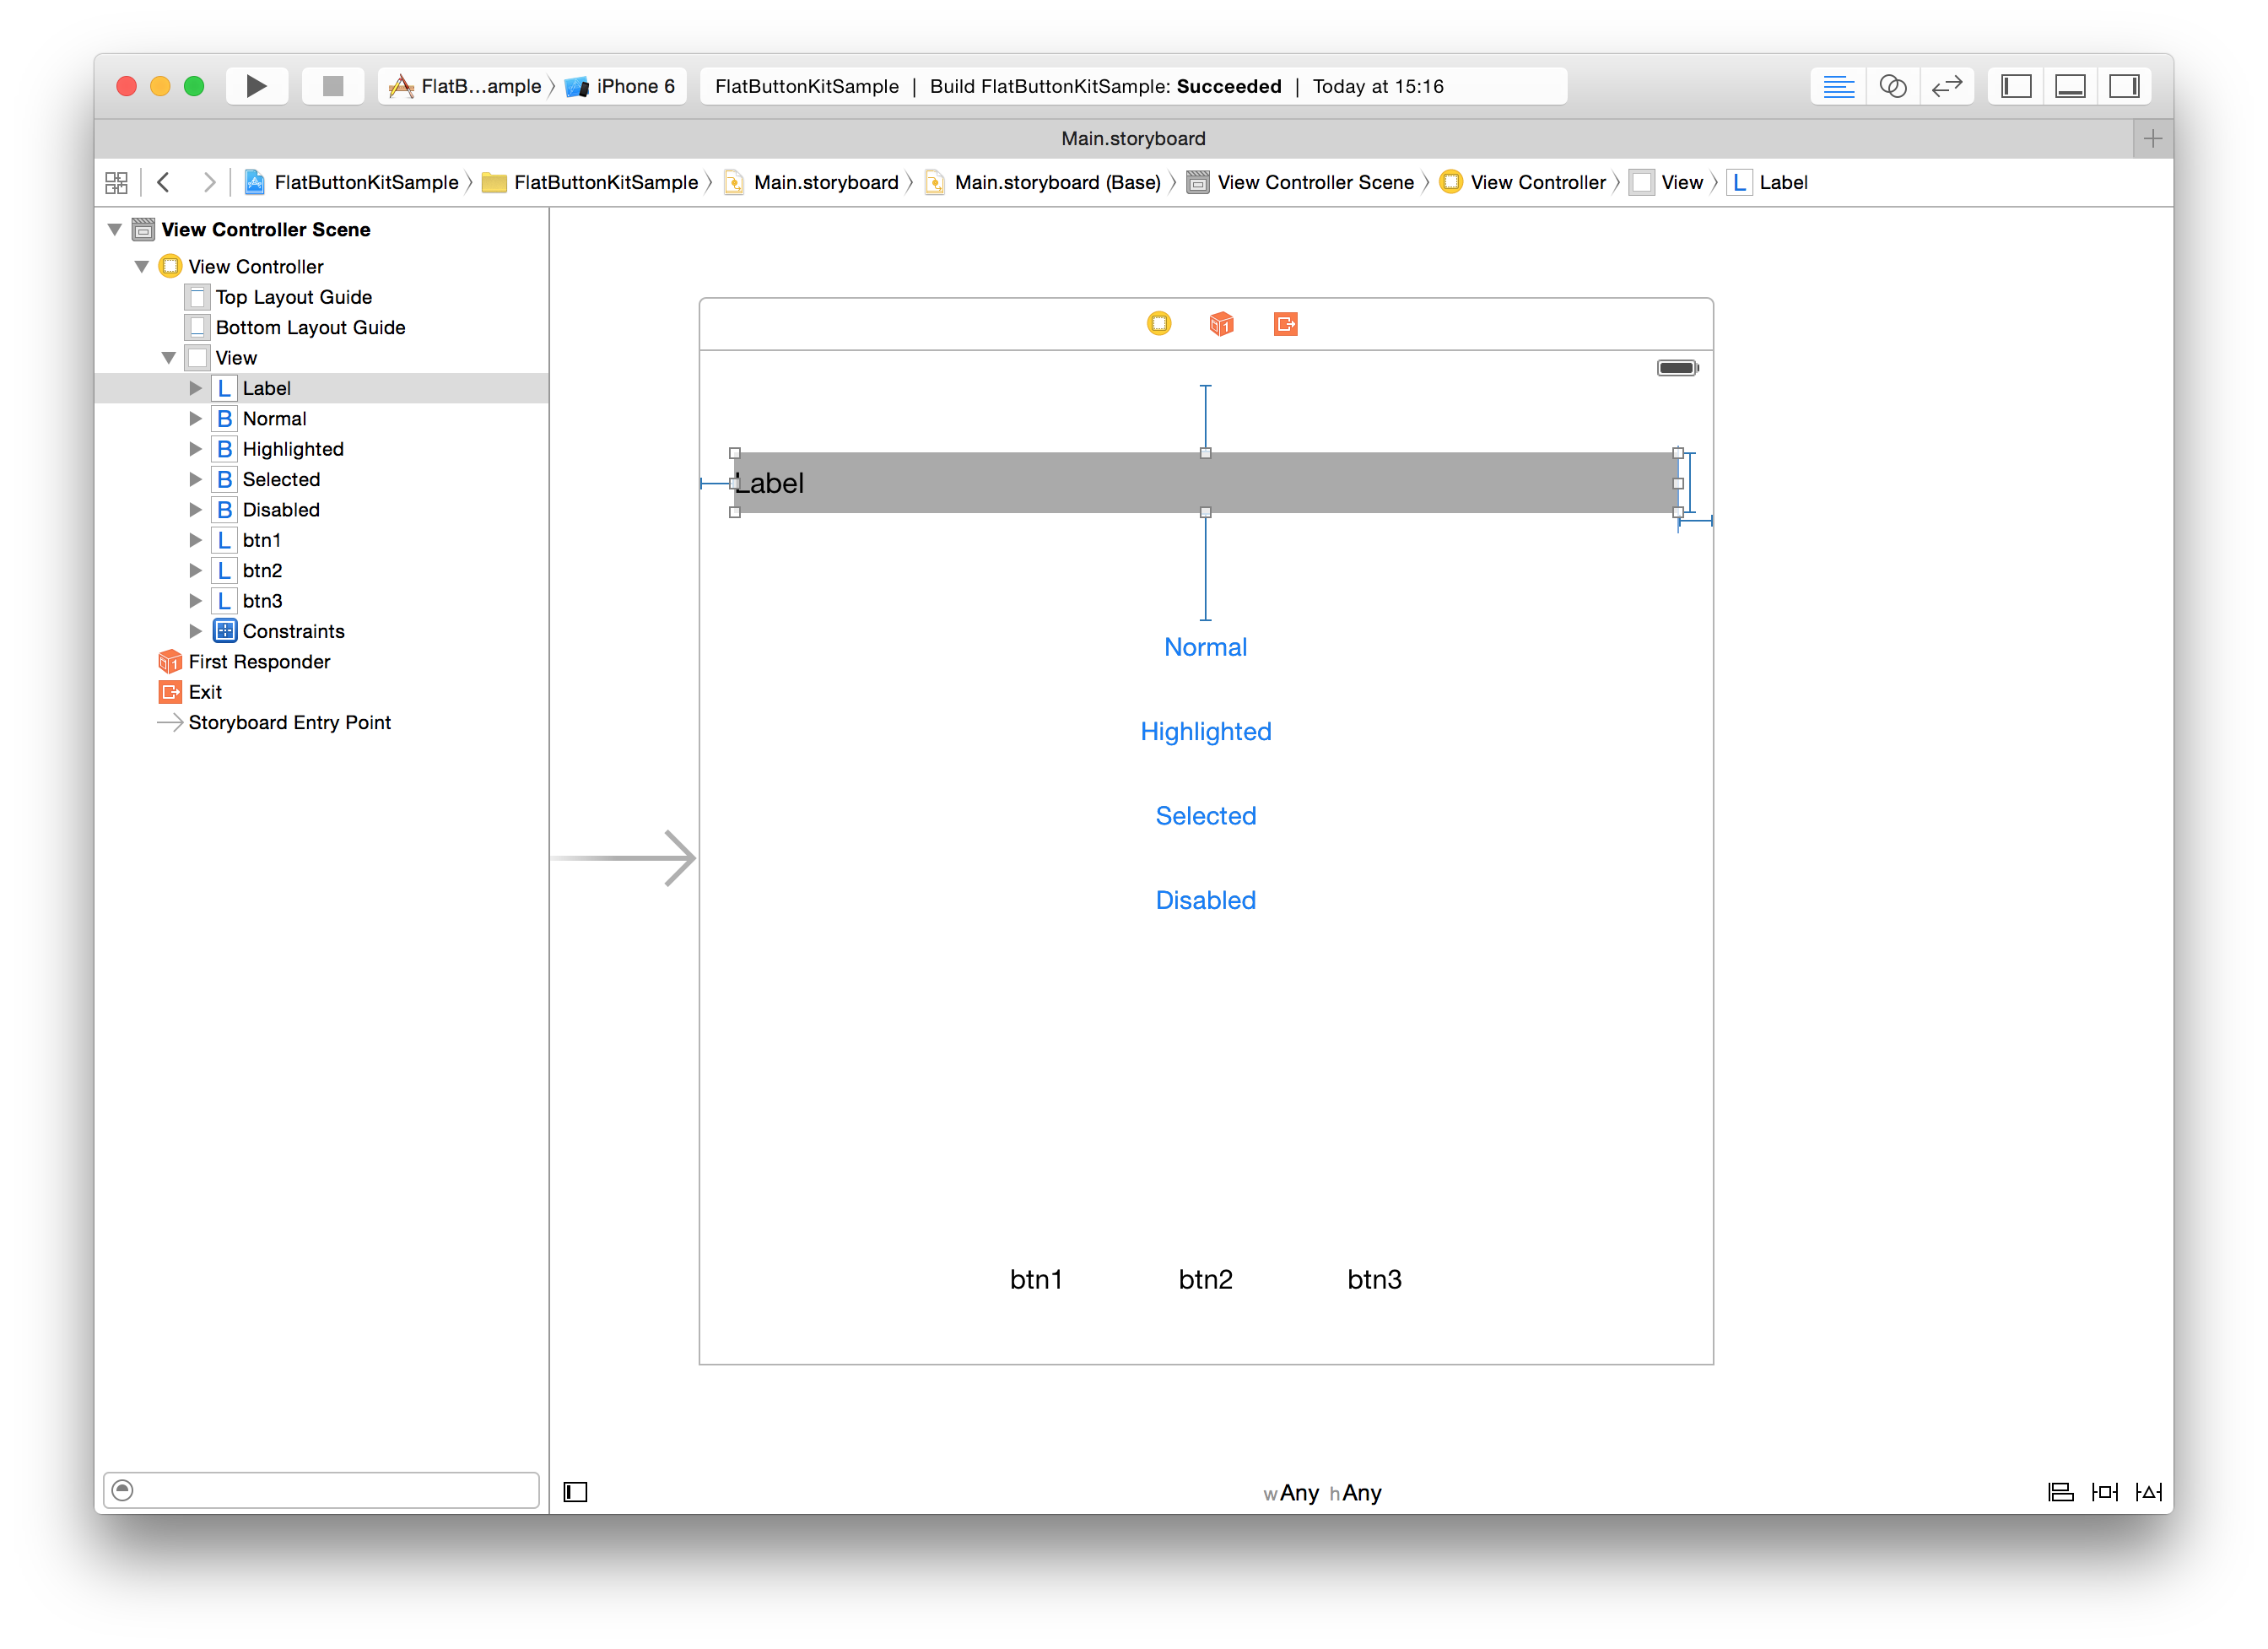 FlatB...ample iPhone 6 FlatButtonKitSample | Build FlatButtonKitSample: Succeeded | Today at 15:16
Main.storyboard
FlatButtonKitSample FlatButtonKitSample Main.storyboard Main.storyboard (Base) View Controller Scene View Controller View L Label
View Controller Scene
View Controller
Top Layout Guide
Bottom Layout Guide
View
L Label
B Normal
B Highlighted
B Selected
B Disabled
L btn1
L btn2
L btn3
Constraints
1 First Responder
Exit
Storyboard Entry Point
1
Label
Normal
Highlighted
Selected
Disabled
btn1 btn2 btn3
wAny hAny